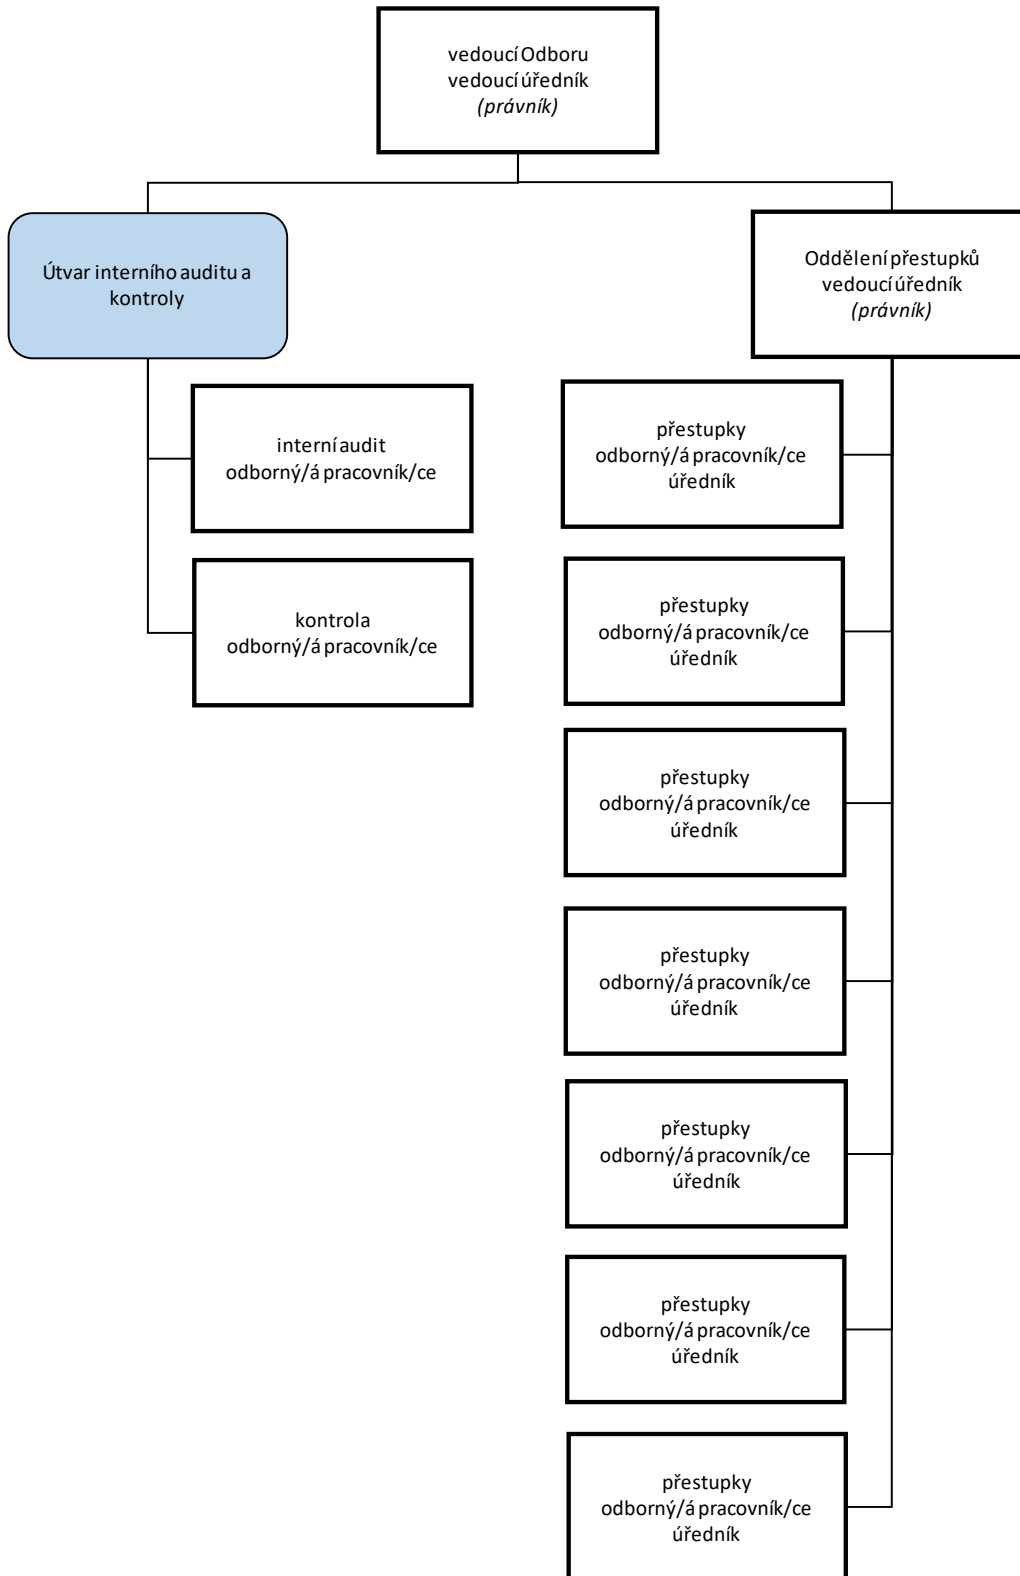 vedoucí Odboru
vedoucí úředník
(právník)
Útvar interního auditu a
kontroly
Oddělení přestupků
vedoucí úředník
(právník)
interní audit
odborný/á pracovník/ce
kontrola
odborný/á pracovník/ce
přestupky
odborný/á pracovník/ce
úředník
přestupky
odborný/á pracovník/ce
úředník
přestupky
odborný/á pracovník/ce
úředník
přestupky
odborný/á pracovník/ce
úředník
přestupky
odborný/á pracovník/ce
úředník
přestupky
odborný/á pracovník/ce
úředník
přestupky
odborný/á pracovník/ce
úředník